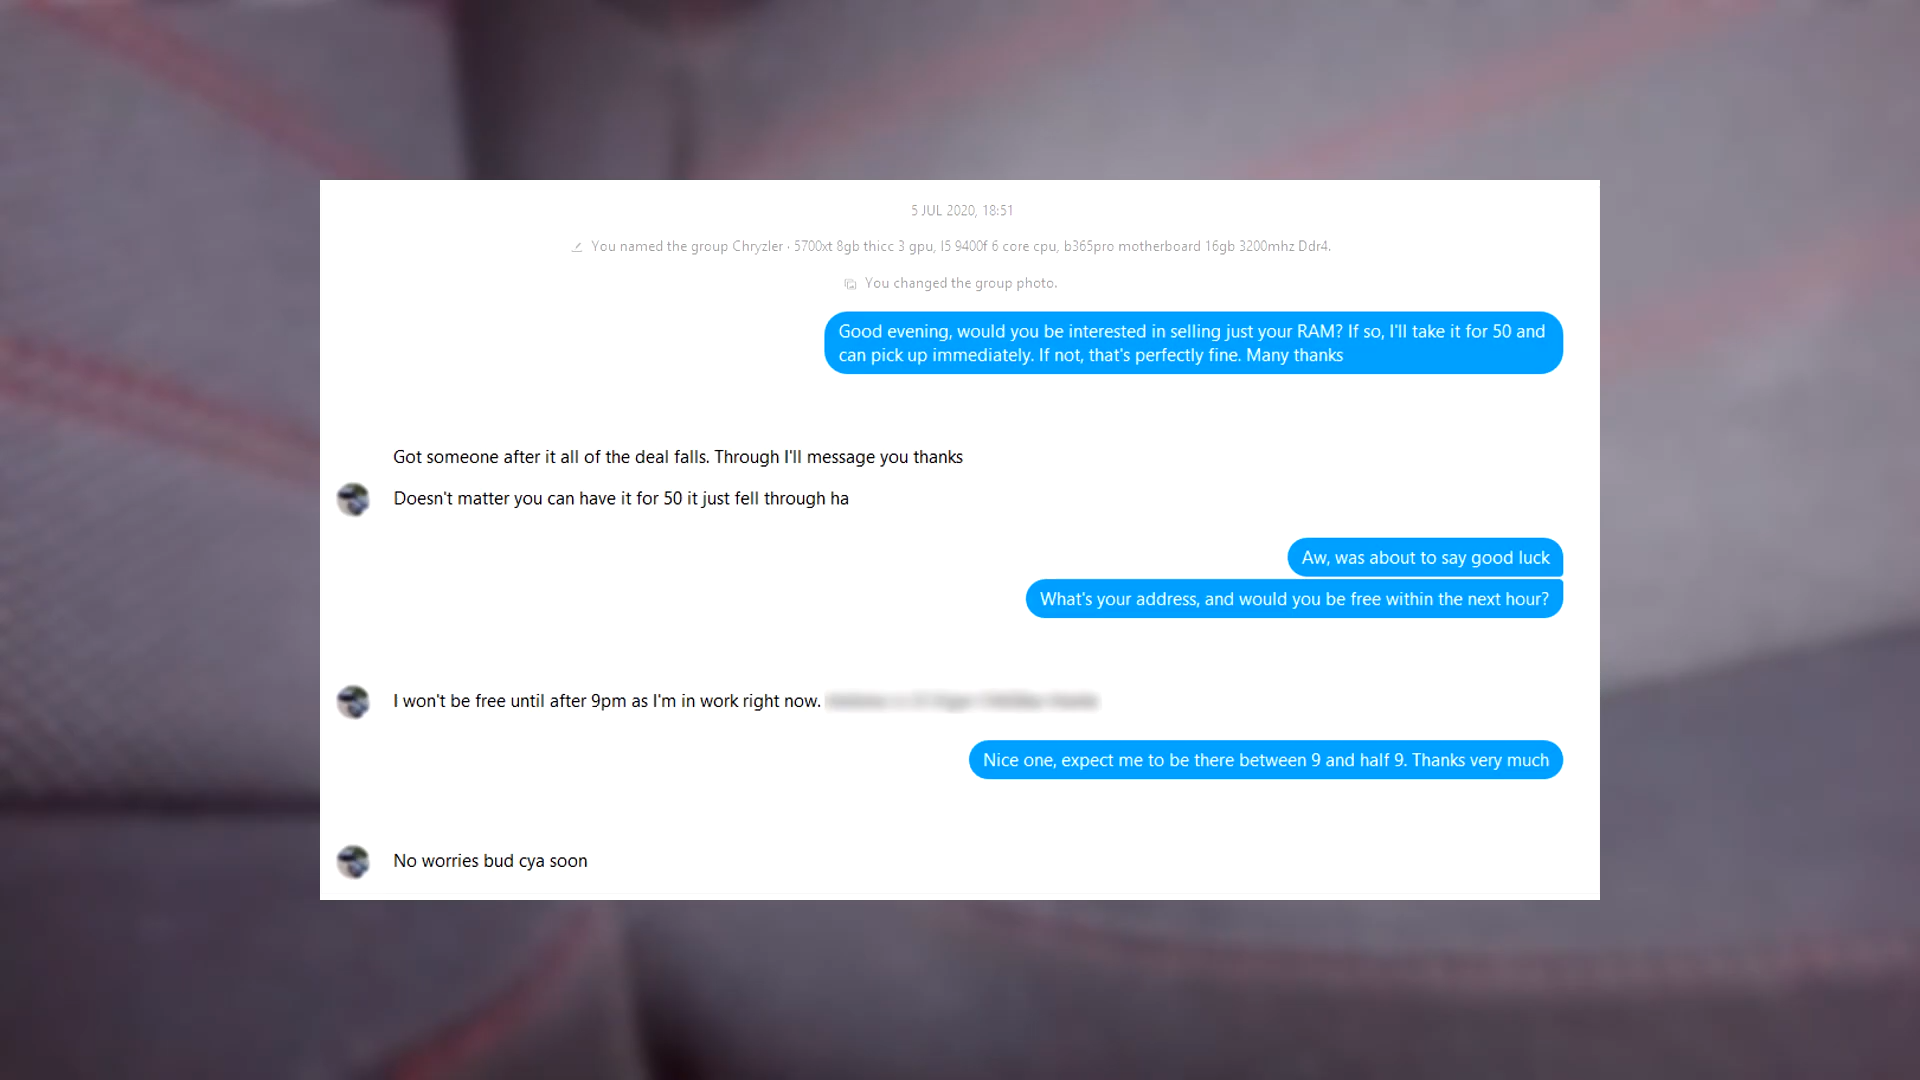 5 JUL 2020, 18:51
You named the group Chryzler · 5700xt 8gb thicc 3 gpu, I5 9400f 6 core cpu, b365pro motherboard 16gb 3200mhz Ddr4.
You changed the group photo.
Good evening, would you be interested in selling just your RAM? If so, I'll take it for 50 and
can pick up immediately. If not, that's perfectly fine. Many thanks
Got someone after it all of the deal falls. Through I'll message you thanks
Doesn't matter you can have it for 50 it just fell through ha
Aw, was about to say good luck
What's your address, and would you be free within the next hour?
I won't be free until after 9pm as I'm in work right now.
Nice one, expect me to be there between 9 and half 9. Thanks very much
No worries bud cya soon